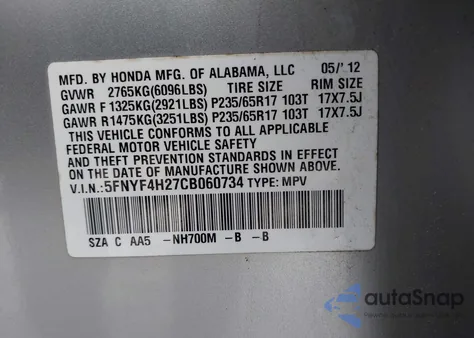 MFD. BY HONDA MFG. OF ALABAMA, LLC 05/'12
GVWR 2765KG(6096LBS) TIRE SIZE RIM SIZE
GAWR F 1325KG(2921LBS) P235/65R17 103T 17X7.5J
GAWR R1475KG(3251LBS) P235/65R17 103T 17X7.5J
THIS VEHICLE CONFORMS TO ALL APPLICABLE
FEDERAL MOTOR VEHICLE SAFETY
AND BUMPER STANDARDS IN EFFECT
ON THE DATE OF MANUFACTURE SHOWN ABOVE.
V.I.N.:5FNYF4H27CB060734 TYPE: MPV
SZA C AA5 -NH700M -B -B
autoSnap